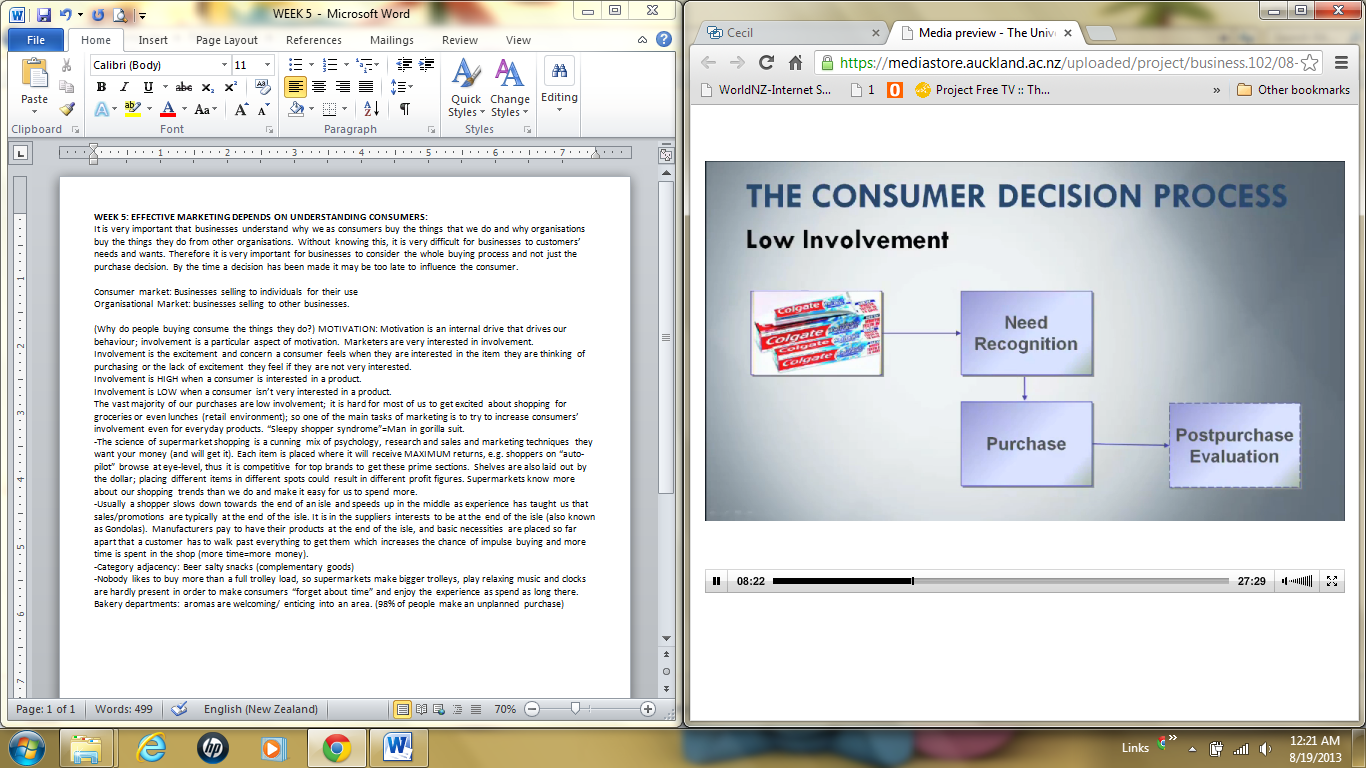 WEEK 5 - Microsoft Word
File Home Insert Page Layout References Mailings Review View
Calibri (Body) 11
Paste
B I U abc x₂ x²
Aa A A
Quick Styles
Change Styles
Editing
Clipboard Font Paragraph Styles
1 2 3 4 5 6 7
WEEK 5: EFFECTIVE MARKETING DEPENDS ON UNDERSTANDING CONSUMERS:
It is very important that businesses understand why we as consumers buy the things that we do and why organisations
buy the things they do from other organisations. Without knowing this, it is very difficult for businesses to customers’
needs and wants. Therefore it is very important for businesses to consider the whole buying process and not just the
purchase decision. By the time a decision has been made it may be too late to influence the consumer.
Consumer market: Businesses selling to individuals for their use
Organisational Market: businesses selling to other businesses.
(Why do people buying consume the things they do?) MOTIVATION: Motivation is an internal drive that drives our
behaviour; involvement is a particular aspect of motivation. Marketers are very interested in involvement.
Involvement is the excitement and concern a consumer feels when they are interested in the item they are thinking of
purchasing or the lack of excitement they feel if they are not very interested.
Involvement is HIGH when a consumer is interested in a product.
Involvement is LOW when a consumer isn’t very interested in a product.
The vast majority of our purchases are low involvement; it is hard for most of us to get excited about shopping for
groceries or even lunches (retail environment); so one of the main tasks of marketing is to try to increase consumers’
involvement even for everyday products. “Sleepy shopper syndrome”=Man in gorilla suit.
-The science of supermarket shopping is a cunning mix of psychology, research and sales and marketing techniques they
want your money (and will get it). Each item is placed where it will receive MAXIMUM returns, e.g. shoppers on “auto-
pilot” browse at eye-level, thus it is competitive for top brands to get these prime sections. Shelves are also laid out by
the dollar; placing different items in different spots could result in different profit figures. Supermarkets know more
about our shopping trends than we do and make it easy for us to spend more.
-Usually a shopper slows down towards the end of an isle and speeds up in the middle as experience has taught us that
sales/promotions are typically at the end of the isle. It is in the suppliers interests to be at the end of the isle (also known
as Gondolas). Manufacturers pay to have their products at the end of the isle, and basic necessities are placed so far
apart that a customer has to walk past everything to get them which increases the chance of impulse buying and more
time is spent in the shop (more time=more money).
-Category adjacency: Beer salty snacks (complementary goods)
-Nobody likes to buy more than a full trolley load, so supermarkets make bigger trolleys, play relaxing music and clocks
are hardly present in order to make consumers “forget about time” and enjoy the experience as spend as long there.
Bakery departments: aromas are welcoming/ enticing into an area. (98% of people make an unplanned purchase)
Page: 1 of 1 Words: 499 English (New Zealand) 70%
Cecil
Media preview - The Univ
https://mediastore.auckland.ac.nz/uploaded/project/business.102/08-
WorldNZ-Internet S... 1 Project Free TV :: Th... » Other bookmarks
THE CONSUMER DECISION PROCESS
Low Involvement
Colgate
Colgate
Colgate
Colgate
Need
Recognition
Purchase
Postpurchase
Evaluation
08:22 27:29
hp
Links »
12:21 AM
8/19/2013